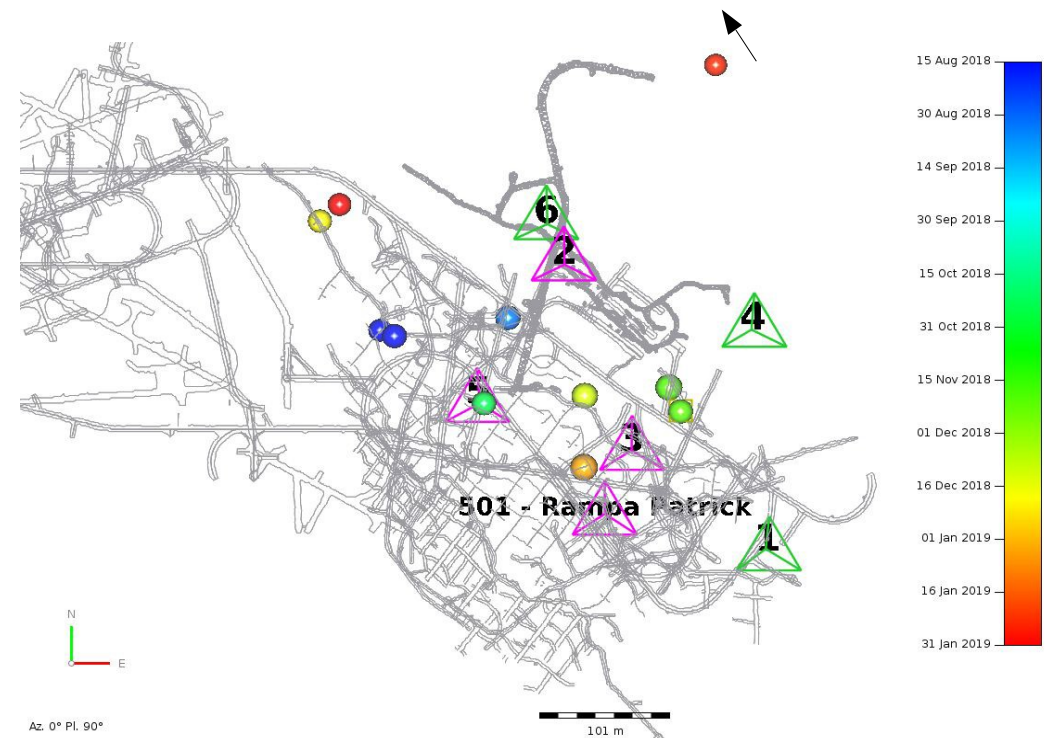 15 Aug 2018
30 Aug 2018
14 Sep 2018
30 Sep 2018
15 Oct 2018
31 Oct 2018
15 Nov 2018
01 Dec 2018
16 Dec 2018
01 Jan 2019
16 Jan 2019
31 Jan 2019
6
2
4
3
501 - Rampa Patrick
1
N
E
Az. 0° Pl. 90°
101 m